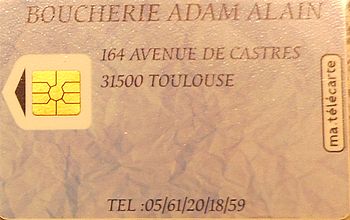 BOUCHERIE ADAM ALAIN
164 AVENUE DE CASTRES
31500 TOULOUSE
ma.télécarte
TEL :05/61/20/18/59